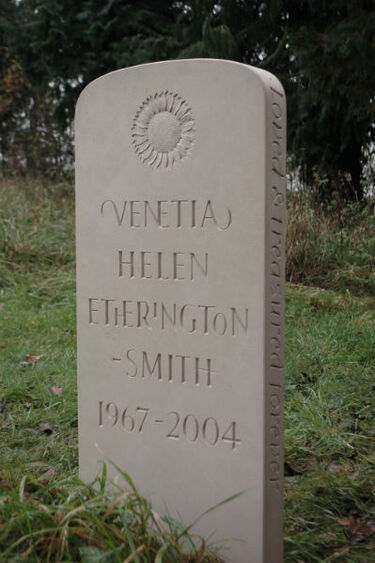 (VENETIA)
HELEN
ETHERINGTON
-SMITH
1967-2004
Loved & treasured forever